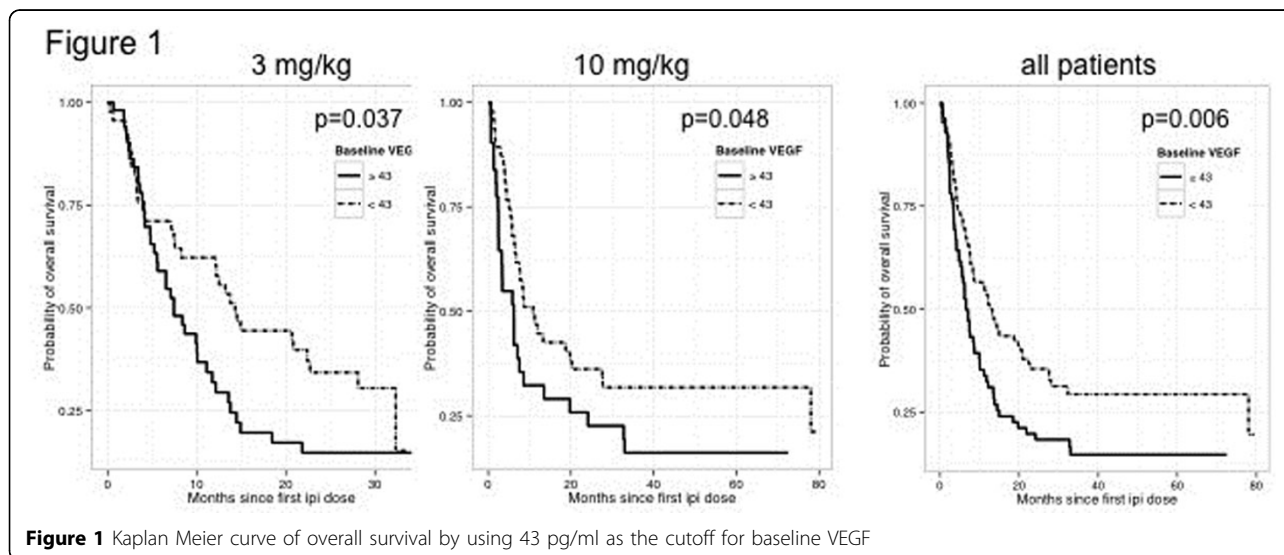 Figure 1
3 mg/kg
1.00
0.75
0.50
0.25
Probability of overall survival
p=0.037
Baseline VEG
≥ 43
< 43
0
10
20
30
Months since first ipi dose
10 mg/kg
1.00
0.75
0.50
0.25
Probability of overall survival
p=0.048
Baseline VEGF
≥ 43
< 43
0
20
40
60
80
Months since first ipi dose
all patients
1.00
0.75
0.50
0.25
Probability of overall survival
p=0.006
Baseline VEGF
≥ 43
< 43
0
20
40
60
80
Months since first ipi dose
Figure 1 Kaplan Meier curve of overall survival by using 43 pg/ml as the cutoff for baseline VEGF